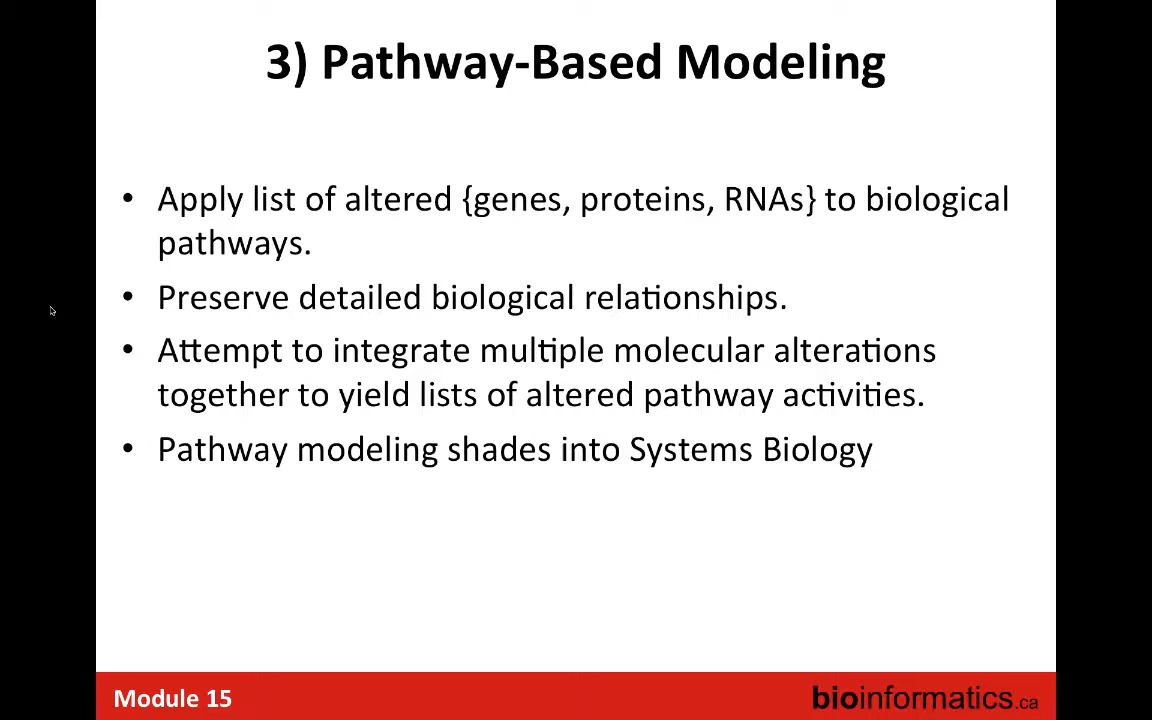 3) Pathway-Based Modeling
• Apply list of altered {genes, proteins, RNAs} to biological
pathways.
• Preserve detailed biological relationships.
• Attempt to integrate multiple molecular alterations
together to yield lists of altered pathway activities.
• Pathway modeling shades into Systems Biology
Module 15
bioinformatics.ca